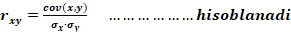 r_xy = cov(x,y) / σ_x·σ_y ... ... ... ... ... ... hisoblanadi